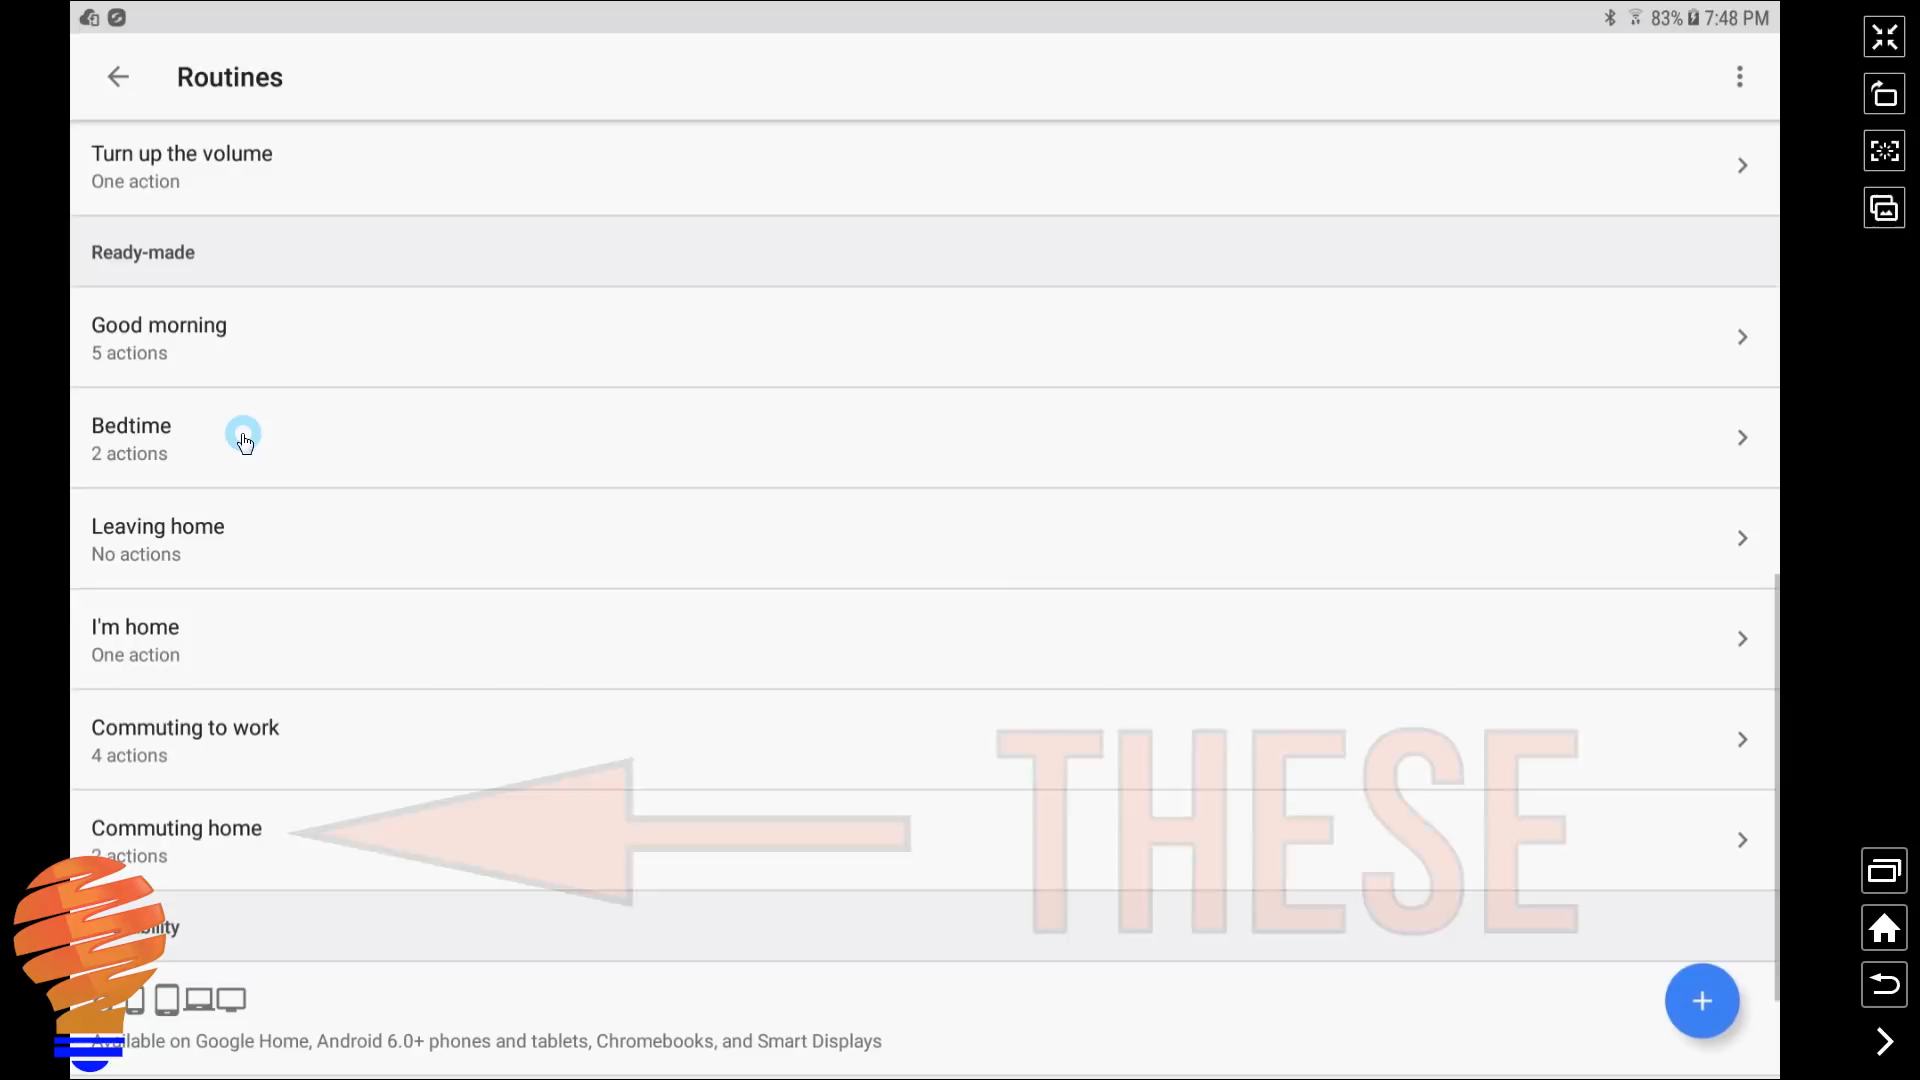 83% 7:48 PM
Routines
Turn up the volume
One action
Ready-made
Good morning
5 actions
Bedtime
2 actions
Leaving home
No actions
I'm home
One action
Commuting to work
4 actions
Commuting home
2 actions
THESE
Available on Google Home, Android 6.0+ phones and tablets, Chromebooks, and Smart Displays